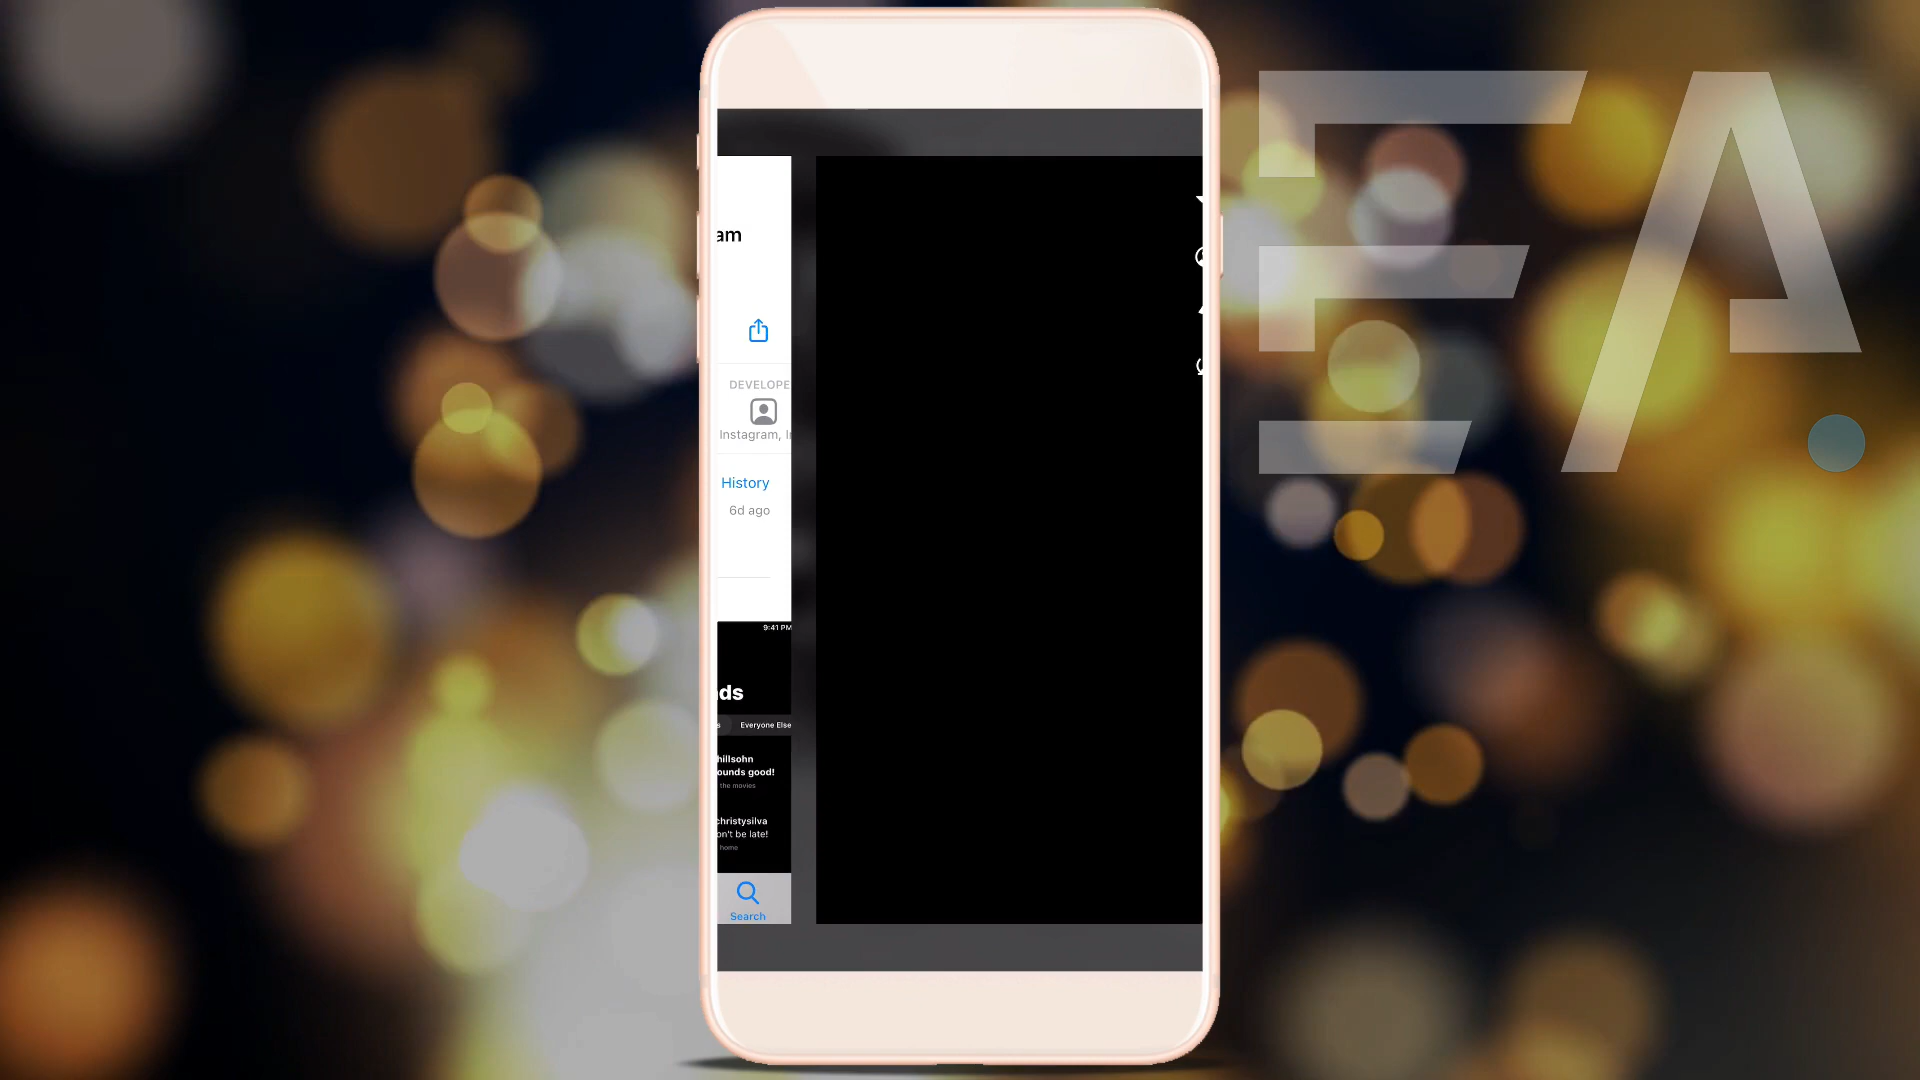 EA
am
DEVELOPE
Instagram, I
History
6d ago
9:41 PM
ds
s
Everyone Else
hillsohn
ounds good!
the movies
christysilva
on't be late!
home
Search